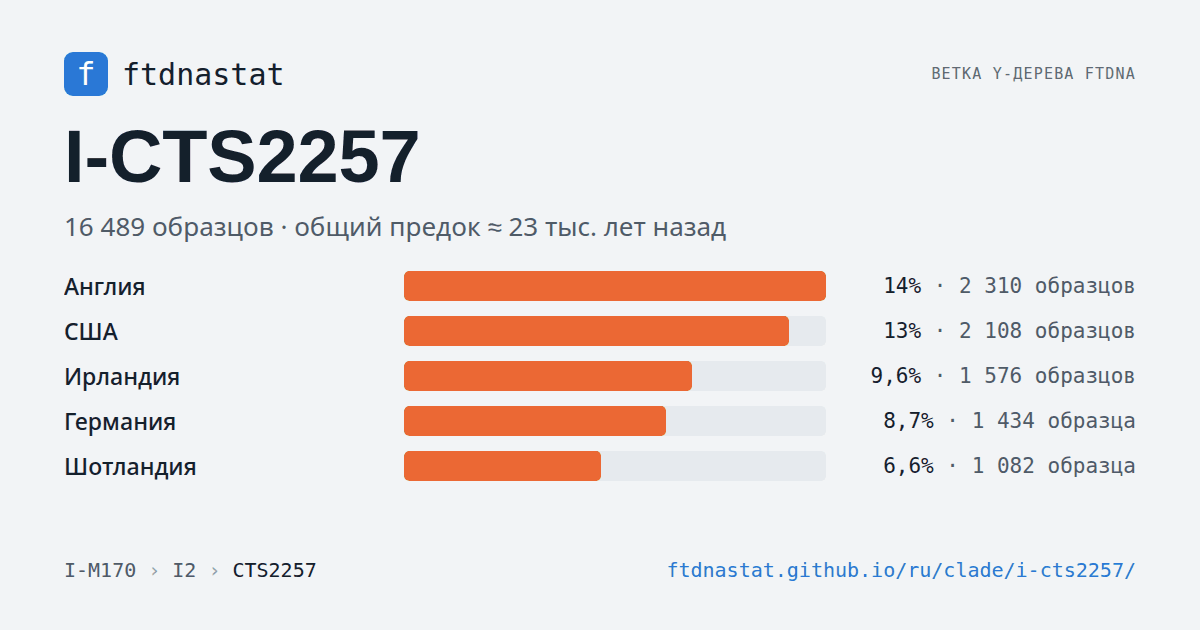 f ftdnastat
ВЕТКА Y-ДЕРЕВА FTDNA
I-CTS2257
16 489 образцов · общий предок ≈ 23 тыс. лет назад
Англия 14% · 2 310 образцов
США 13% · 2 108 образцов
Ирландия 9,6% · 1 576 образцов
Германия 8,7% · 1 434 образца
Шотландия 6,6% · 1 082 образца
I-M170 › I2 › CTS2257
ftdnastat.github.io/ru/clade/i-cts2257/